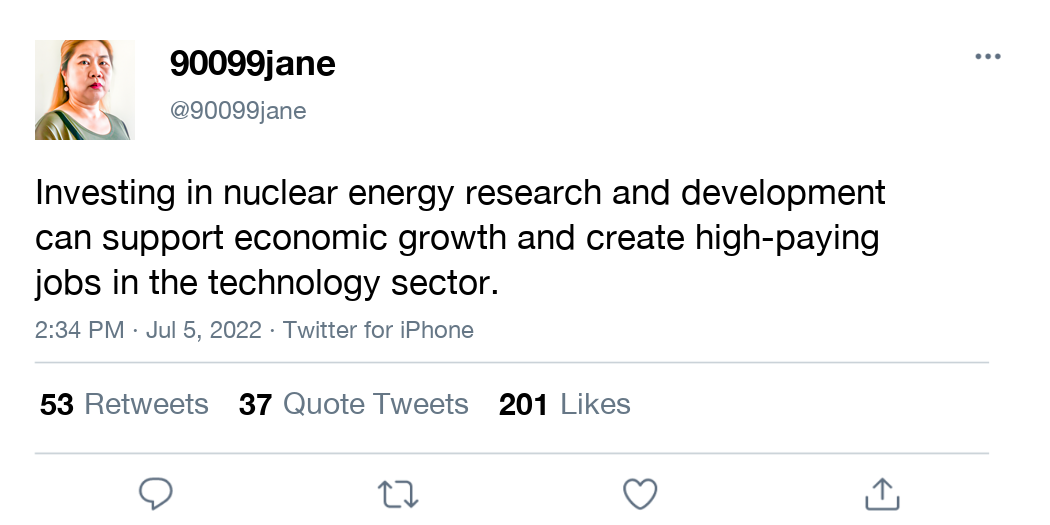 90099jane
@90099jane
Investing in nuclear energy research and development
can support economic growth and create high-paying
jobs in the technology sector.
2:34 PM · Jul 5, 2022 · Twitter for iPhone
53 Retweets 37 Quote Tweets 201 Likes